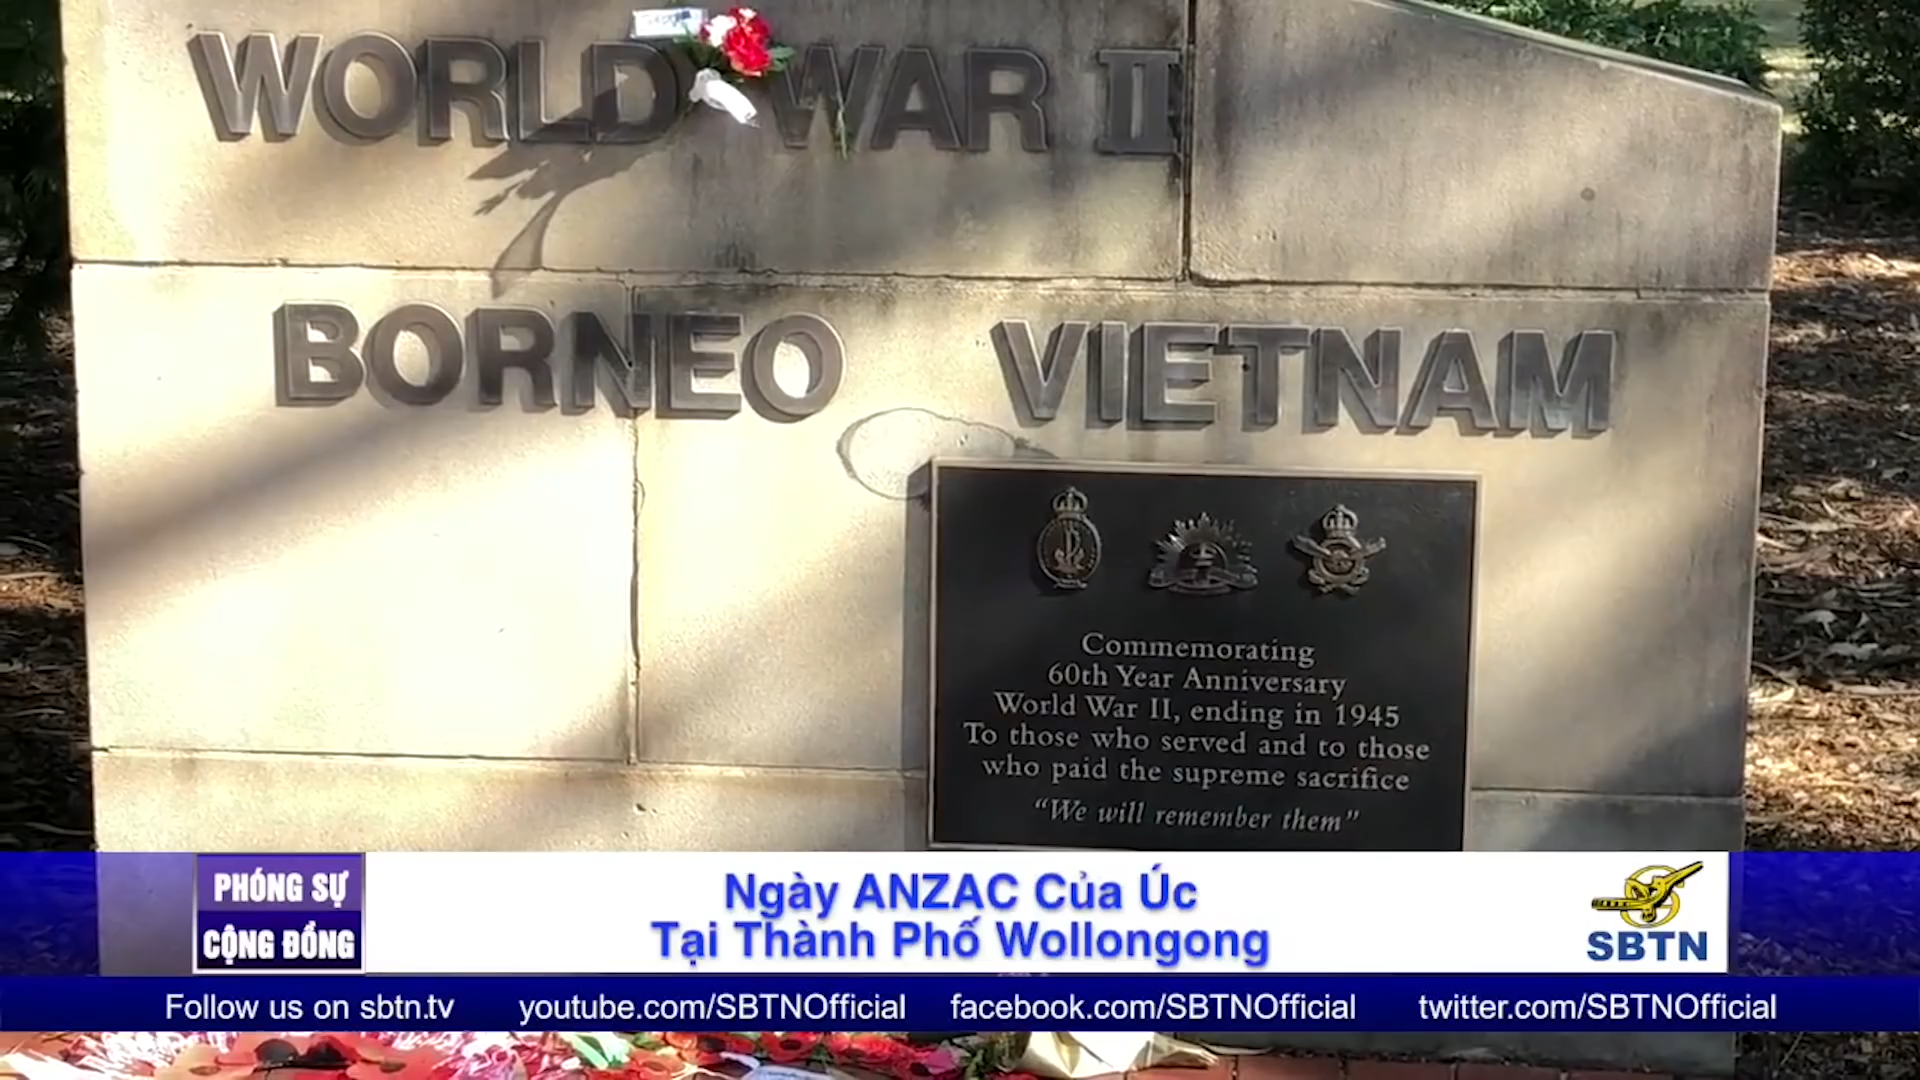 WORLD WAR II
BORNEO VIETNAM
Commemorating
60th Year Anniversary
World War II, ending in 1945
To those who served and to those
who paid the supreme sacrifice
"We will remember them"
PHÓNG SỰ
CỘNG ĐỒNG
Ngày ANZAC Của Úc
Tại Thành Phố Wollongong
SBTN
Follow us on sbtn.tv youtube.com/SBTNOfficial facebook.com/SBTNOfficial twitter.com/SBTNOfficial